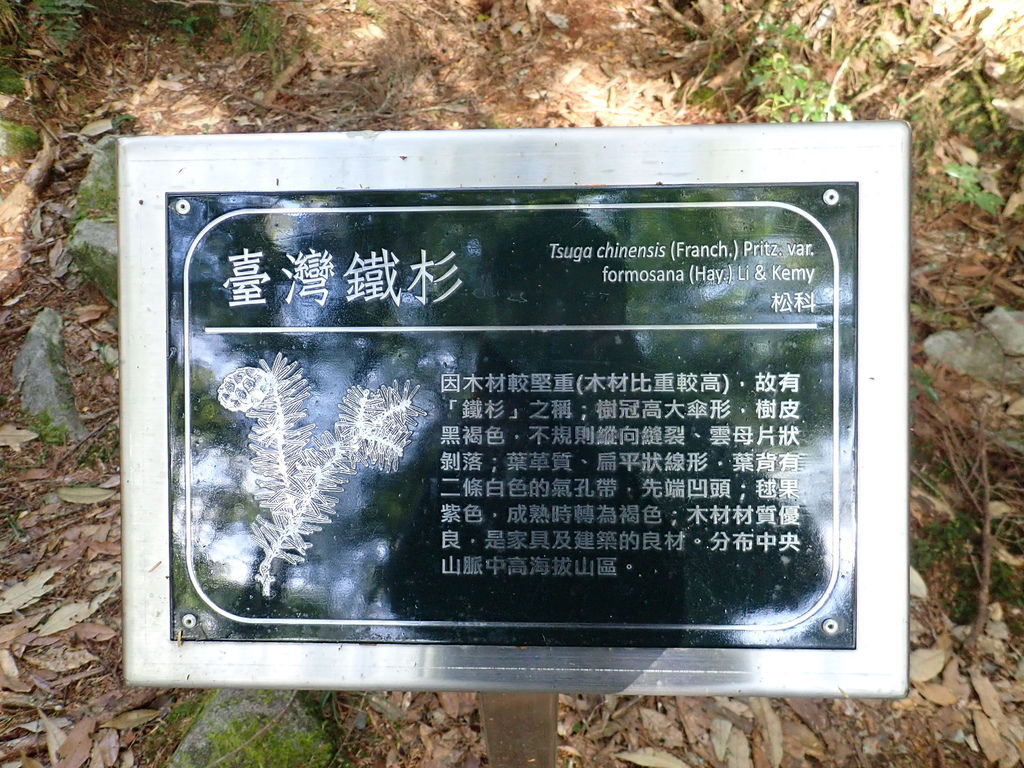 臺灣鐵杉
Tsuga chinensis (Franch.) Pritz. var.
formosana (Hay.) Li & Kemy
松科
因木材較堅重(木材比重較高)，故有
「鐵杉」之稱；樹冠高大傘形，樹皮
黑褐色，不規則縱向縫裂、雲母片狀
剝落；葉革質、扁平狀線形，葉背有
二條白色的氣孔帶，先端凹頭；毬果
紫色，成熟時轉為褐色；木材材質優
良，是家具及建築的良材。分布中央
山脈中高海拔山區。